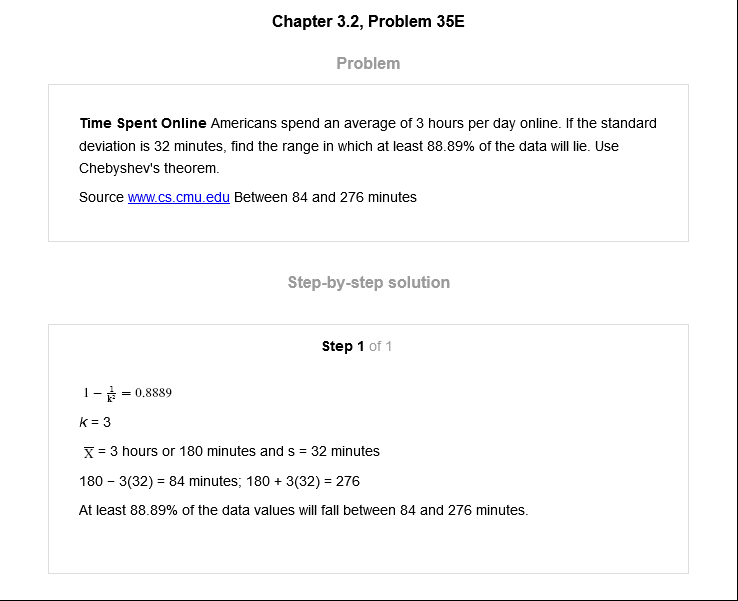 Chapter 3.2, Problem 35E
Problem
Time Spent Online Americans spend an average of 3 hours per day online. If the standard
deviation is 32 minutes, find the range in which at least 88.89% of the data will lie. Use
Chebyshev's theorem.
Source www.cs.cmu.edu Between 84 and 276 minutes
Step-by-step solution
Step 1 of 1
1 − 1/k² = 0.8889
k = 3
X̅ = 3 hours or 180 minutes and s = 32 minutes
180 − 3(32) = 84 minutes; 180 + 3(32) = 276
At least 88.89% of the data values will fall between 84 and 276 minutes.